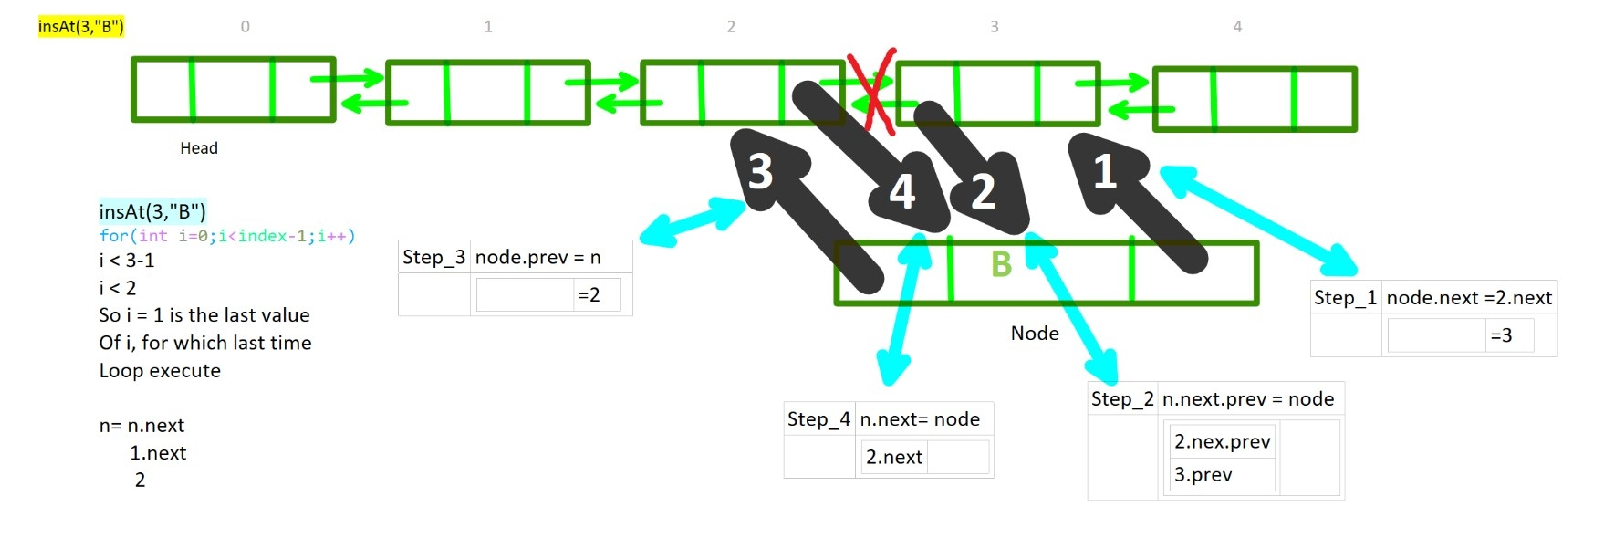 insAt(3,"B")
0
1
2
3
4
Head
3
4
2
1
insAt(3,"B")
for(int i=0;i<index-1;i++)
i < 3-1
i < 2
So i = 1 is the last value
Of i, for which last time
Loop execute
n= n.next
1.next
2
Step_3 node.prev = n
=2
B
Node
Step_1 node.next =2.next
=3
Step_4 n.next= node
2.next
Step_2 n.next.prev = node
2.nex.prev
3.prev